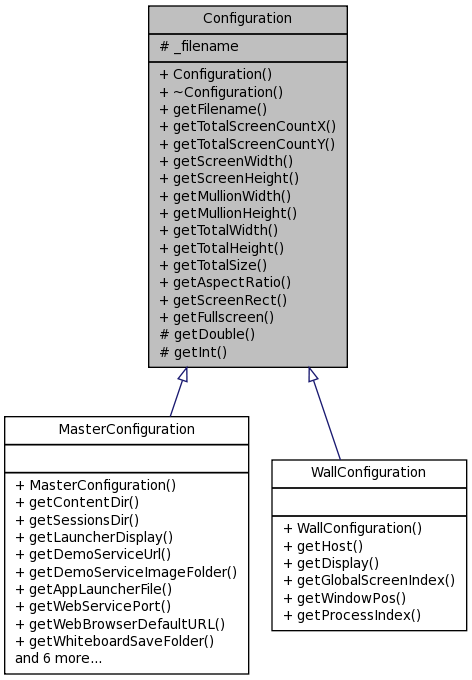 Configuration
# _filename
+ Configuration()
+ ~Configuration()
+ getFilename()
+ getTotalScreenCountX()
+ getTotalScreenCountY()
+ getScreenWidth()
+ getScreenHeight()
+ getMullionWidth()
+ getMullionHeight()
+ getTotalWidth()
+ getTotalHeight()
+ getTotalSize()
+ getAspectRatio()
+ getScreenRect()
+ getFullscreen()
# getDouble()
# getInt()
MasterConfiguration
+ MasterConfiguration()
+ getContentDir()
+ getSessionsDir()
+ getLauncherDisplay()
+ getDemoServiceUrl()
+ getDemoServiceImageFolder()
+ getAppLauncherFile()
+ getWebServicePort()
+ getWebBrowserDefaultURL()
+ getWhiteboardSaveFolder()
and 6 more...
WallConfiguration
+ WallConfiguration()
+ getHost()
+ getDisplay()
+ getGlobalScreenIndex()
+ getWindowPos()
+ getProcessIndex()